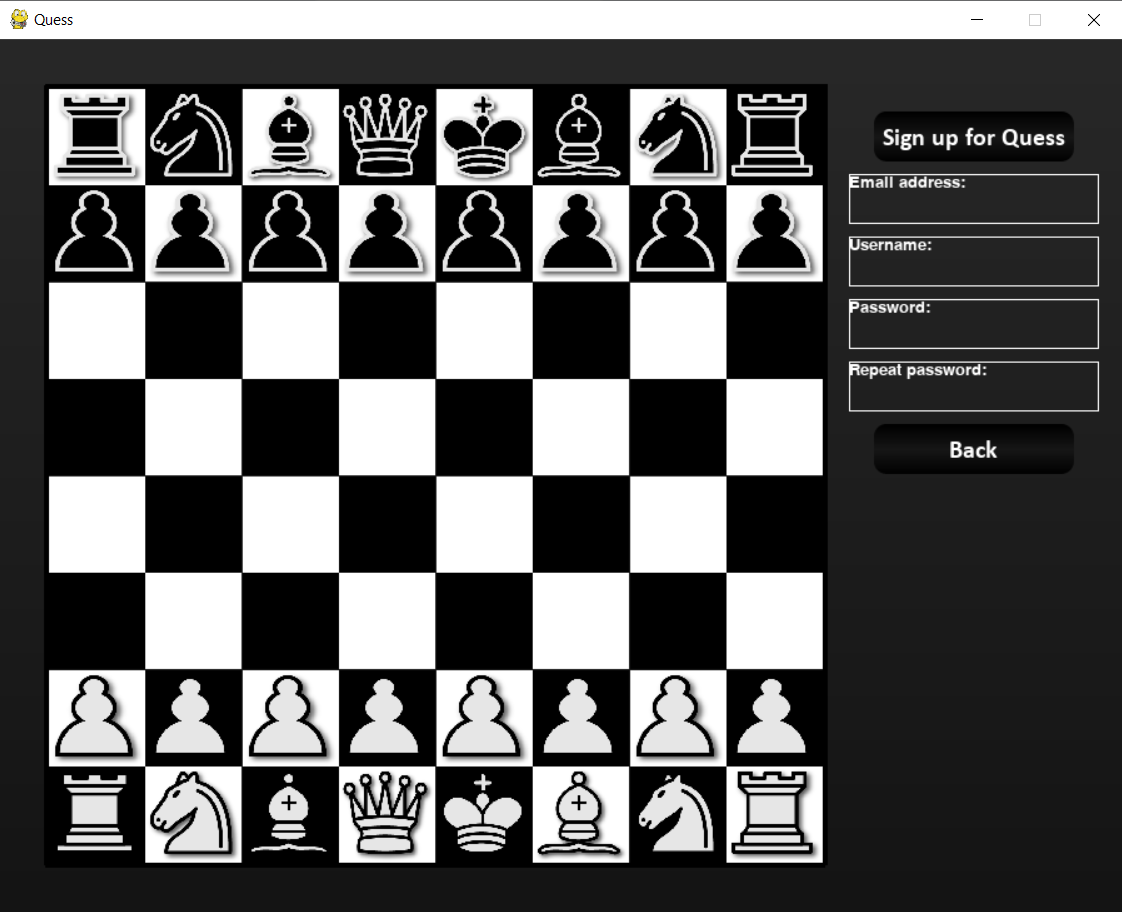 Quess
Sign up for Quess
Email address:
Username:
Password:
Repeat password:
Back